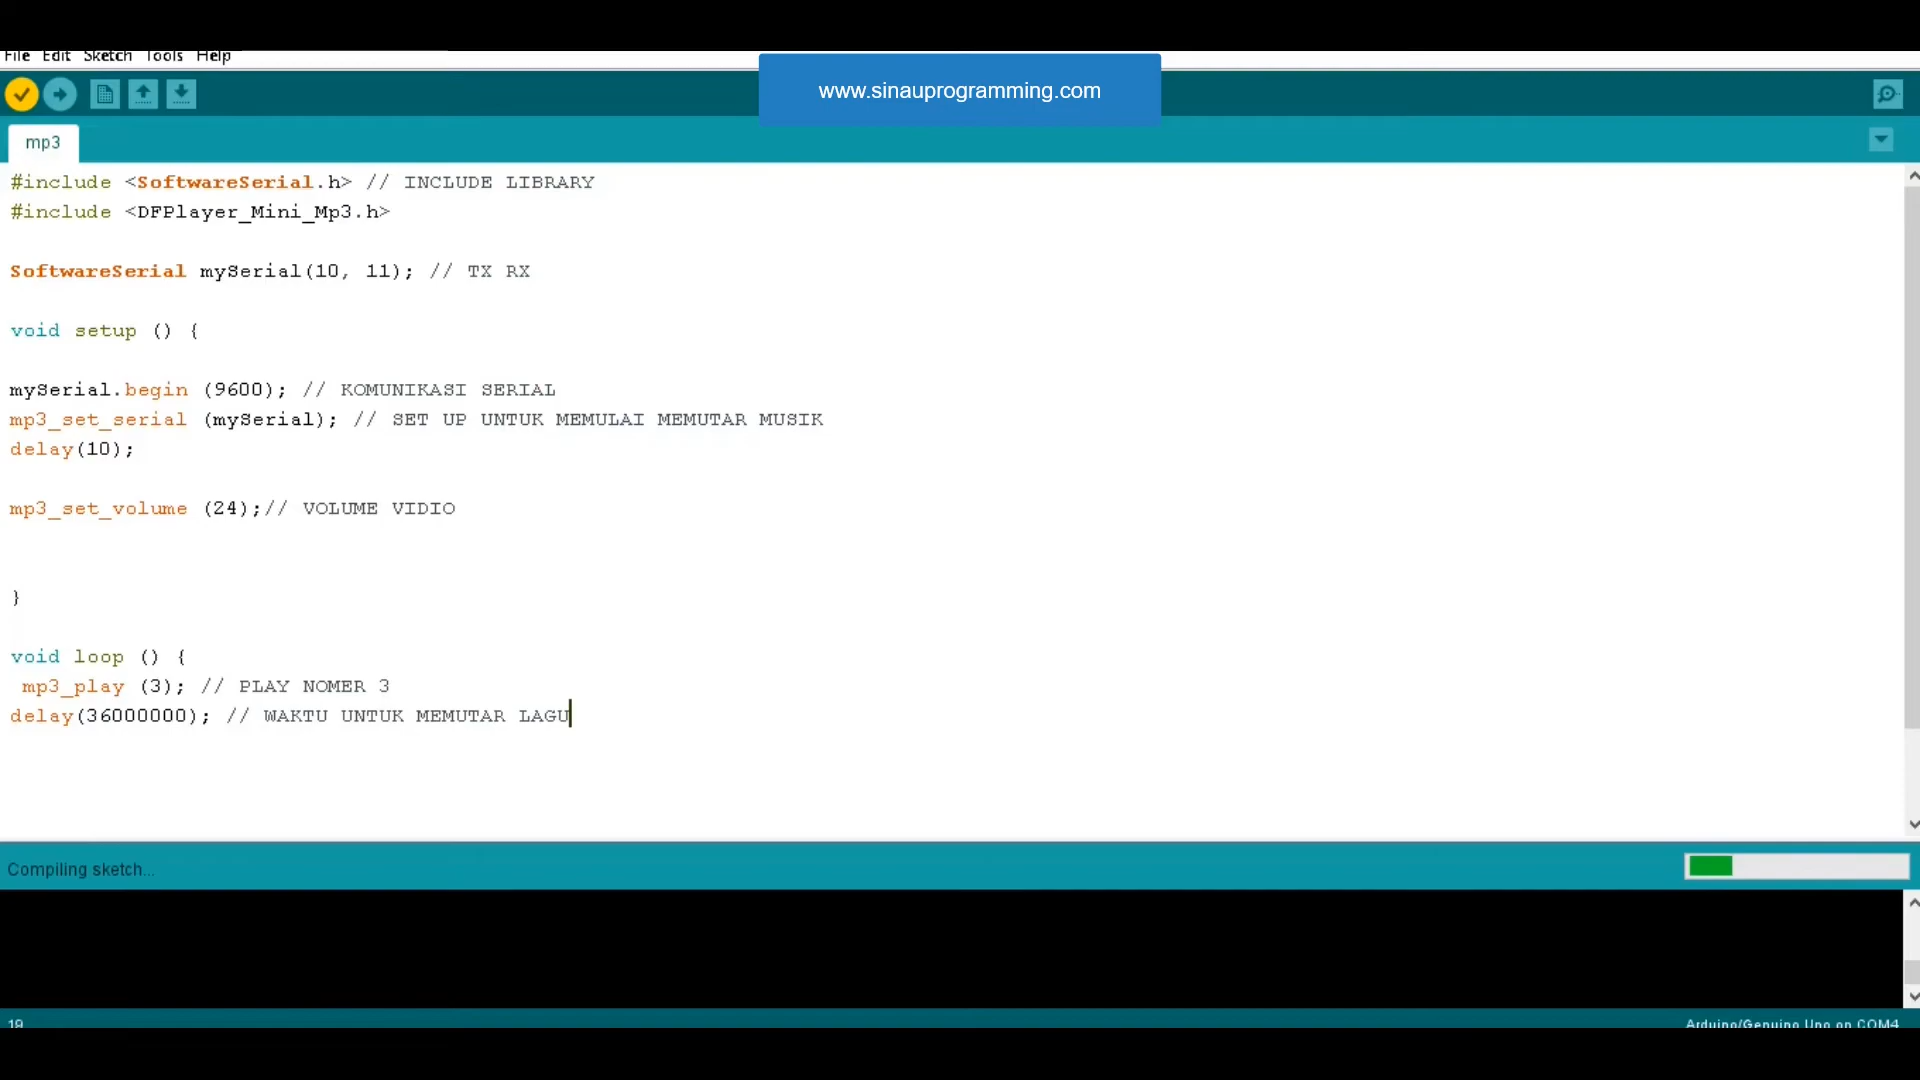 File Edit Sketch Tools Help
www.sinauprogramming.com
mp3
#include <SoftwareSerial.h> // INCLUDE LIBRARY
#include <DFPlayer_Mini_Mp3.h>
SoftwareSerial mySerial(10, 11); // TX RX
void setup () {
mySerial.begin (9600); // KOMUNIKASI SERIAL
mp3_set_serial (mySerial); // SET UP UNTUK MEMULAI MEMUTAR MUSIK
delay(10);
mp3_set_volume (24);// VOLUME VIDIO
}
void loop () {
mp3_play (3); // PLAY NOMER 3
delay(36000000); // WAKTU UNTUK MEMUTAR LAGU
Compiling sketch...
19
Arduino/Genuino Uno on COM4